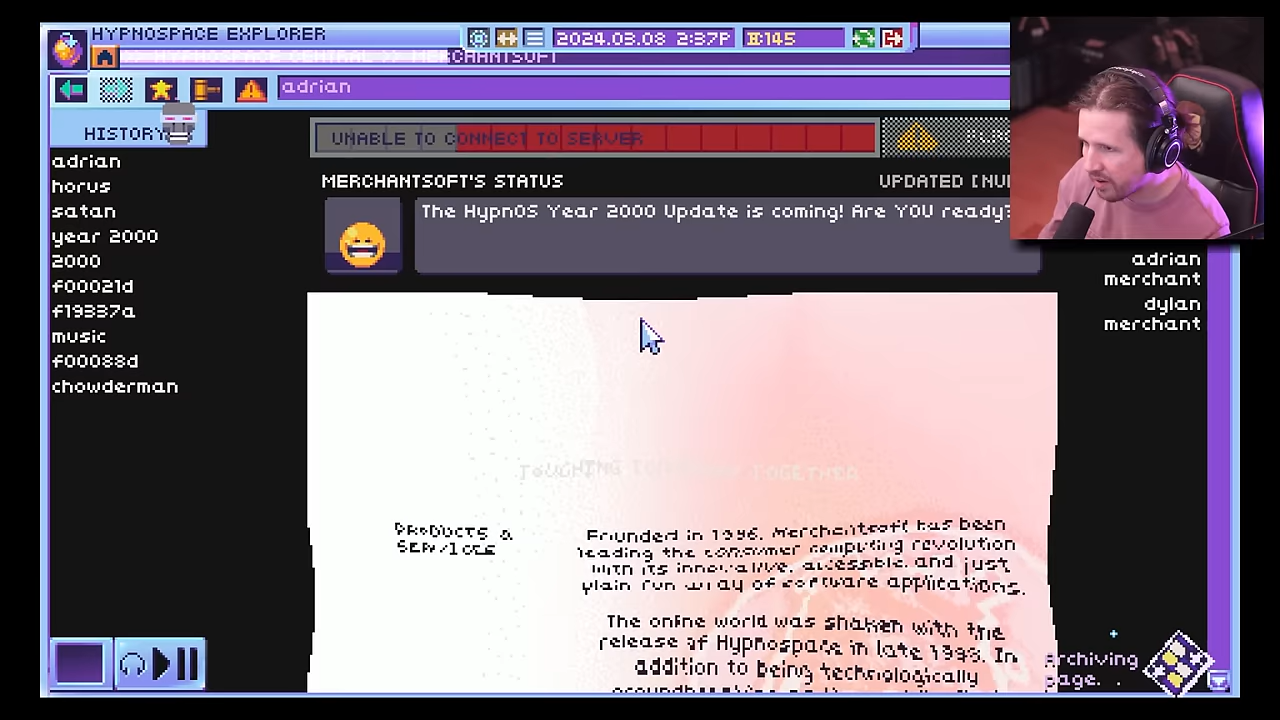 HYPNOSPACE EXPLORER
2024.03.08 2:37P
145
adrian
HISTORY
adrian
horus
satan
year 2000
2000
f00021d
f19337a
music
f00088d
chowderman
UNABLE TO CONNECT TO SERVER
MERCHANTSOFT'S STATUS
UPDATED [NU
The HypnOS Year 2000 Update is coming! Are YOU ready?
adrian
merchant
dylan
merchant
TOGETHER
PRODUCTS &
SERVICES
Founded in 1996, Merchantsoft has been
leading the consumer computing revolution
with its innovative, accessible, and just
plain fun array of software applications.
The online world was shaken with the
release of Hypnospace in late 1998. In
addition to being technologically
archiving
page. .